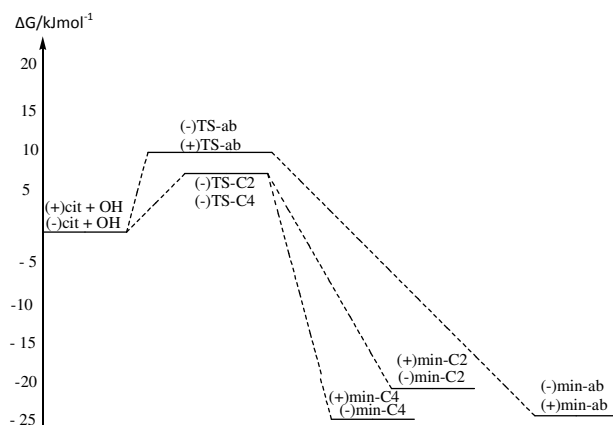 ΔG/kJmol⁻¹
20
15
10
5
- 5
-10
- 15
-20
- 25
(-)TS-ab
(+)TS-ab
(-)TS-C2
(-)TS-C4
(+)cit + OH
(-)cit + OH
(+)min-C2
(-)min-C2
(+)min-C4
(-)min-C4
(-)min-ab
(+)min-ab